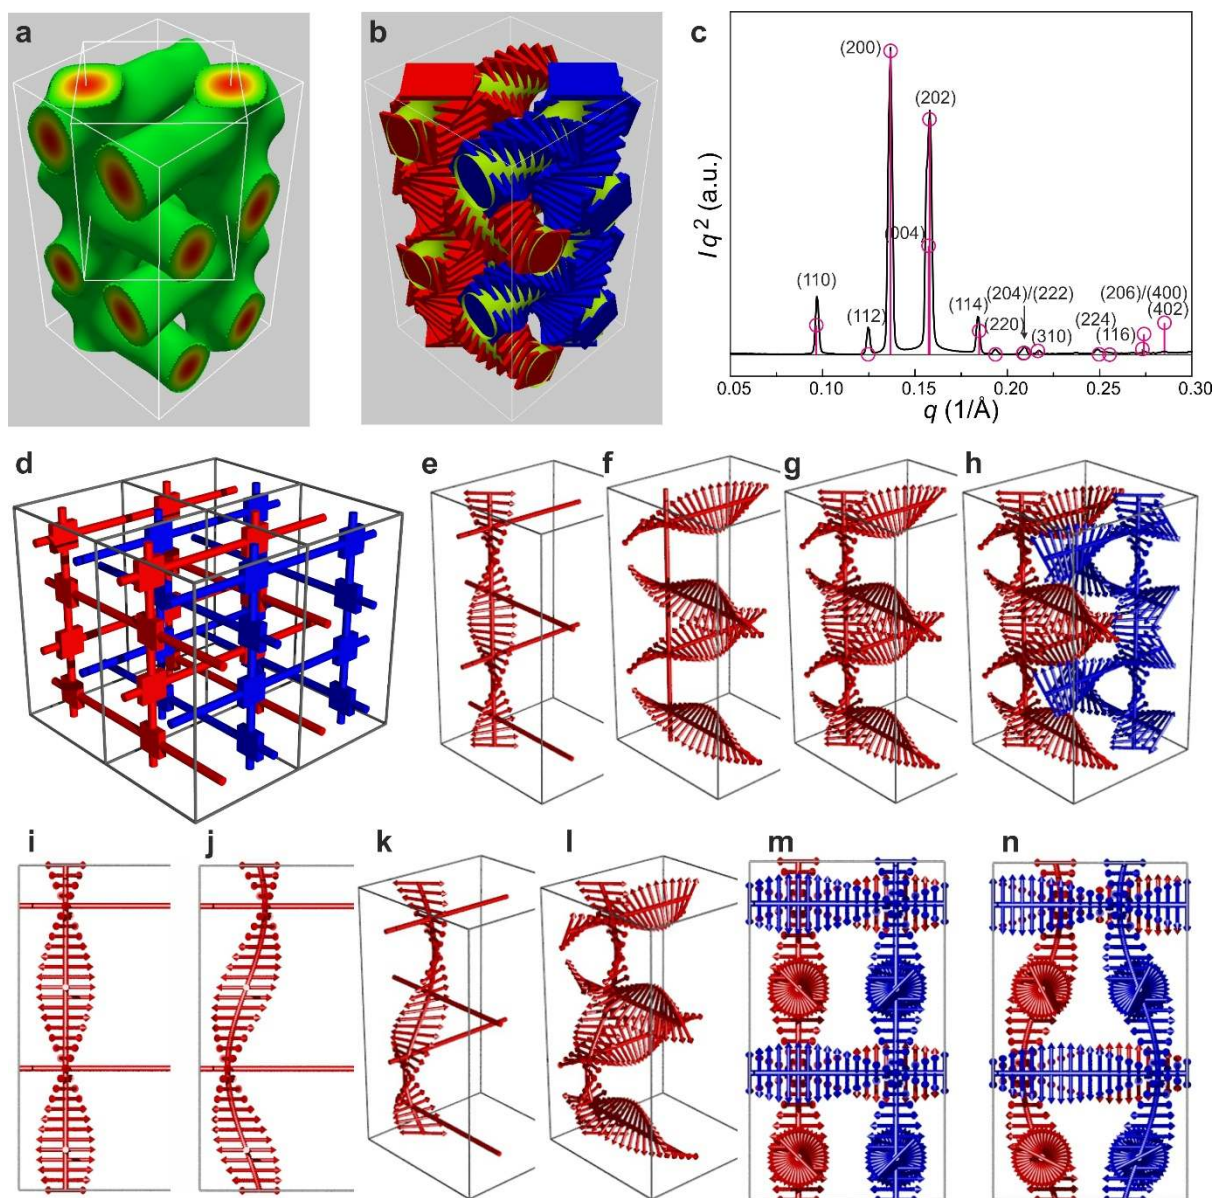 a
b
c
(200)
(202)
(004)
(110)
(112)
(114)
(204)/(222)
(220)
(310)
(224)
(116)
(206)/(400)
(402)
Iq² (a.u.)
0.05
0.10
0.15
0.20
0.25
0.30
q (1/Å)
d
e
f
g
h
i
j
k
l
m
n